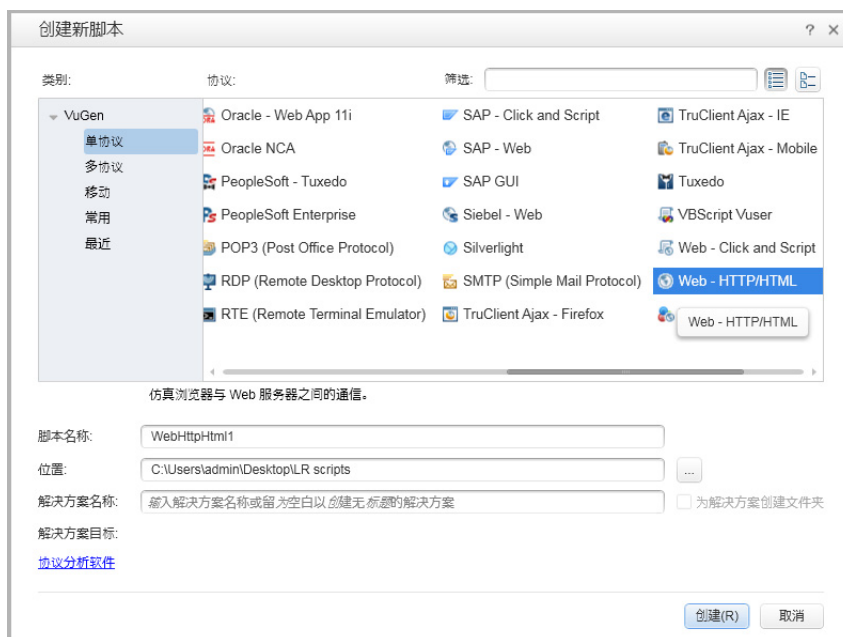 创建新脚本
类别:
协议:
筛选:
VuGen
单协议
多协议
移动
常用
最近
Oracle - Web App 11i
SAP - Click and Script
TruClient Ajax - IE
Oracle NCA
SAP - Web
TruClient Ajax - Mobile
PeopleSoft - Tuxedo
SAP GUI
Tuxedo
PeopleSoft Enterprise
Siebel - Web
VBScript Vuser
POP3 (Post Office Protocol)
Silverlight
Web - Click and Script
RDP (Remote Desktop Protocol)
SMTP (Simple Mail Protocol)
Web - HTTP/HTML
RTE (Remote Terminal Emulator)
TruClient Ajax - Firefox
Web - HTTP/HTML
仿真浏览器与 Web 服务器之间的通信。
脚本名称:
WebHttpHtml1
位置:
C:\Users\admin\Desktop\LR scripts
...
解决方案名称:
输入解决方案名称或留为空白以创建无标题的解决方案
为解决方案创建文件夹
解决方案目标:
协议分析软件
创建(R)
取消